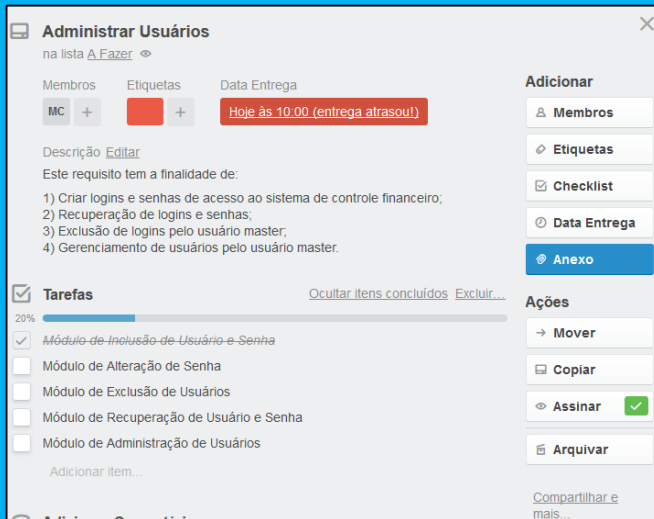 Administrar Usuários
na lista A Fazer
Membros
Etiquetas
Data Entrega
MC
+
+
Hoje às 10:00 (entrega atrasou!)
Descrição Editar
Este requisito tem a finalidade de:
1) Criar logins e senhas de acesso ao sistema de controle financeiro;
2) Recuperação de logins e senhas;
3) Exclusão de logins pelo usuário master;
4) Gerenciamento de usuários pelo usuário master.
Tarefas
Ocultar itens concluídos Excluir...
20%
Módulo de Inclusão de Usuário e Senha
Módulo de Alteração de Senha
Módulo de Exclusão de Usuários
Módulo de Recuperação de Usuário e Senha
Módulo de Administração de Usuários
Adicionar item...
Adicionar
Membros
Etiquetas
Checklist
Data Entrega
Anexo
Ações
Mover
Copiar
Assinar
Arquivar
Compartilhar e
mais...